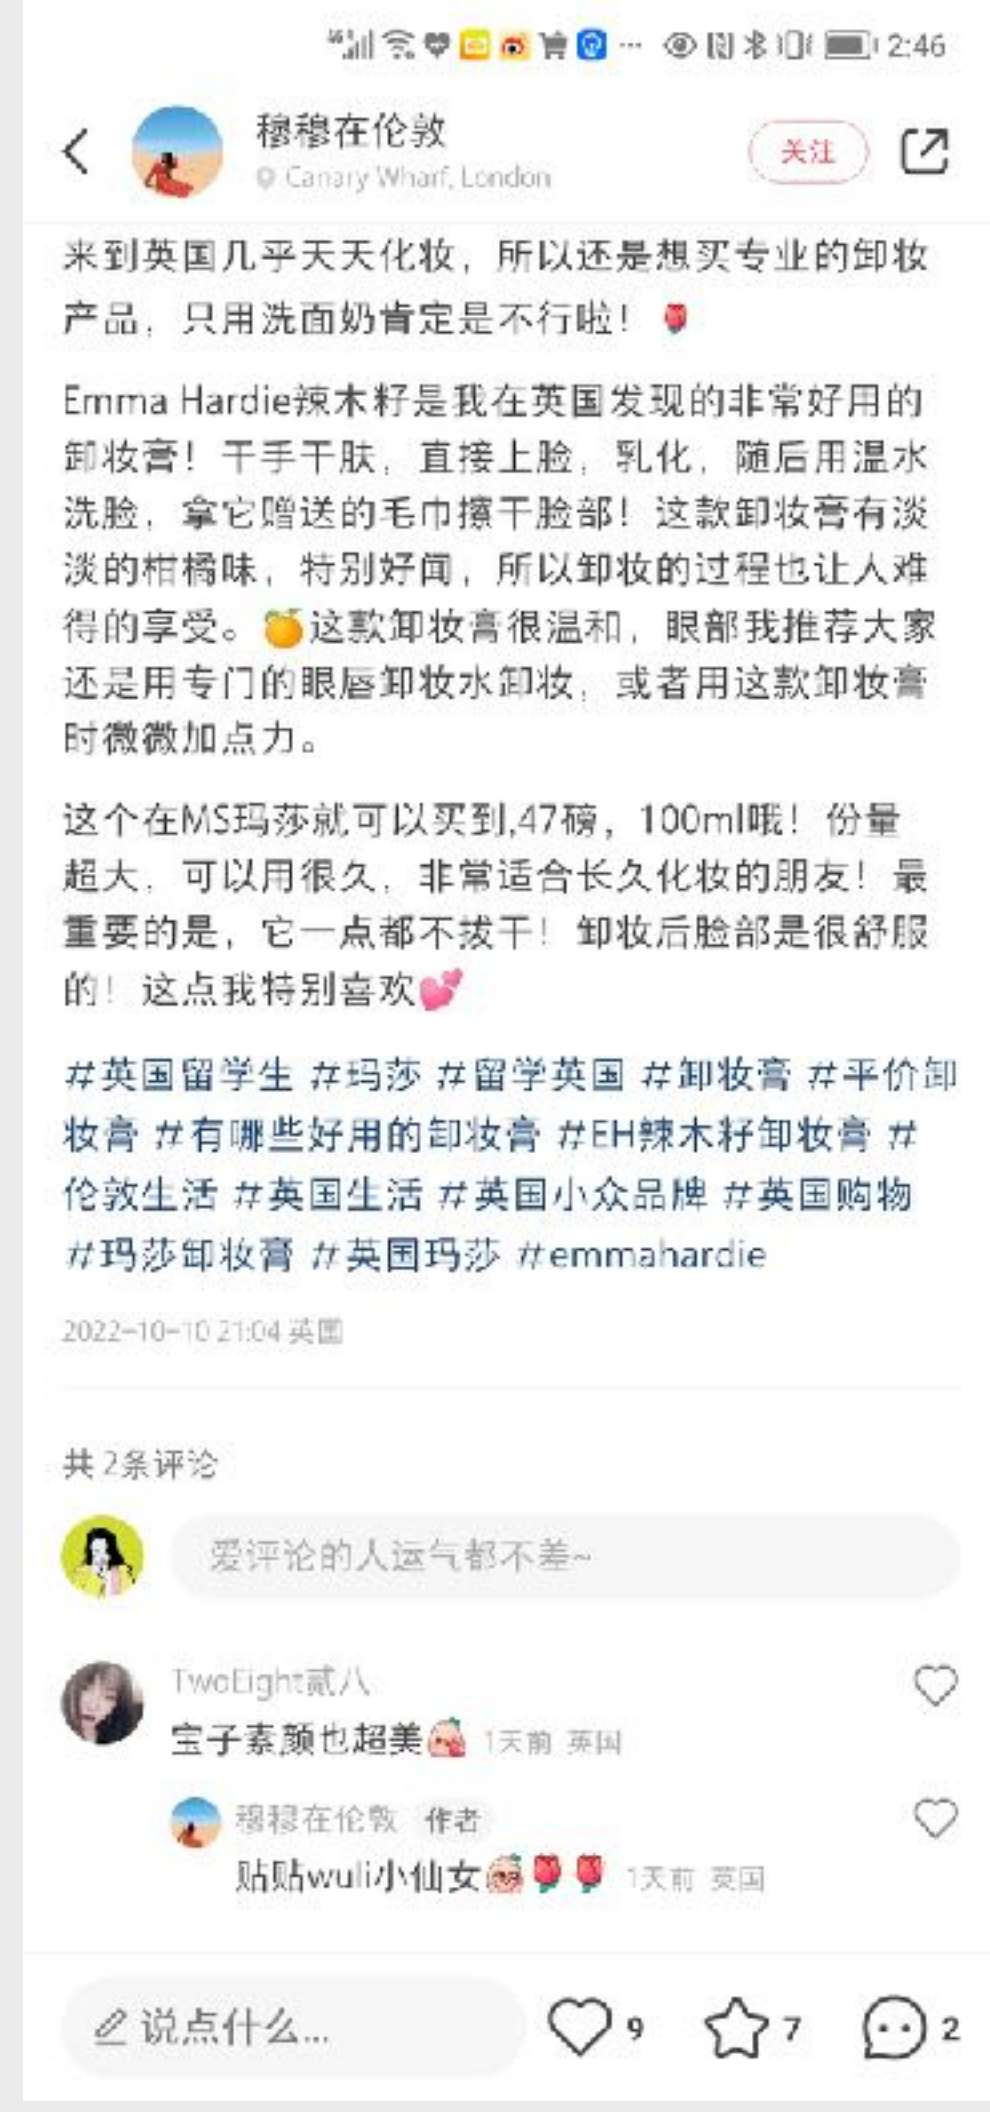 2:46
穆穆在伦敦
关注
Canary Wharf, London
来到英国几乎天天化妆，所以还是想买专业的卸妆
产品，只用洗面奶肯定是不行啦！🌹
Emma Hardie辣木籽是我在英国发现的非常好用的
卸妆膏！干手干肤，直接上脸，乳化，随后用温水
洗脸，拿它赠送的毛巾擦干脸部！这款卸妆膏有淡
淡的柑橘味，特别好闻，所以卸妆的过程也让人难
得的享受。🍊这款卸妆膏很温和，眼部我推荐大家
还是用专门的眼唇卸妆水卸妆，或者用这款卸妆膏
时微微加点力。
这个在MS玛莎就可以买到,47磅，100ml哦！份量
超大，可以用很久，非常适合长久化妆的朋友！最
重要的是，它一点都不拔干！卸妆后脸部是很舒服
的！这点我特别喜欢💕
#英国留学生 #玛莎 #留学英国 #卸妆膏 #平价卸
妆膏 #有哪些好用的卸妆膏 #EH辣木籽卸妆膏 #
伦敦生活 #英国生活 #英国小众品牌 #英国购物
#玛莎卸妆膏 #英国玛莎 #emmahardie
2022-10-10 21:04 英国
共 2条评论
爱评论的人运气都不差~
TwoEight贰八
宝子素颜也超美 1天前 英国
穆穆在伦敦 作者
贴贴wuli小仙女🌹🌹 1天前 英国
说点什么... 9 7 2